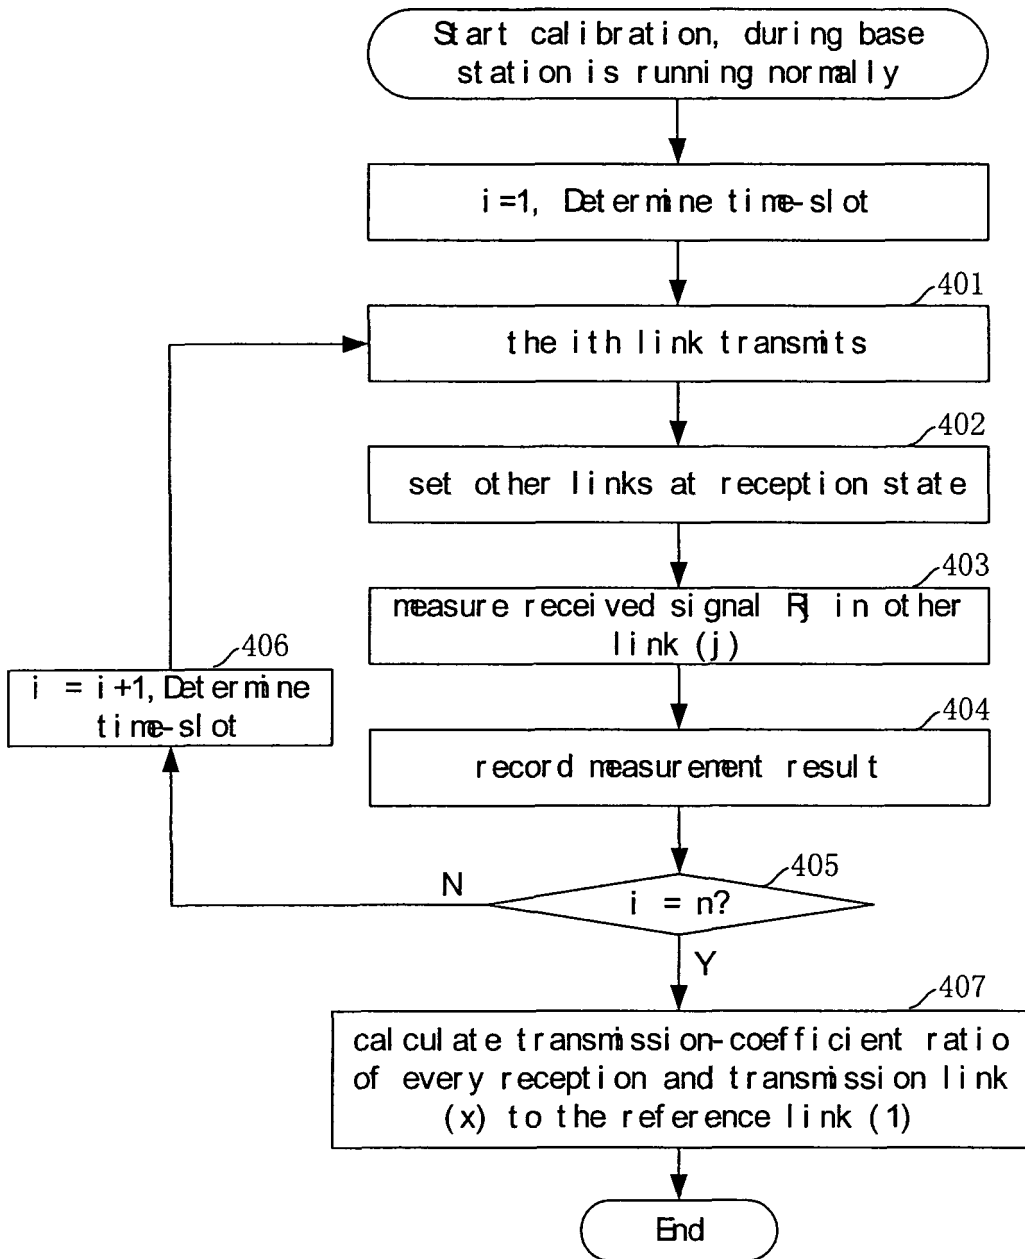 Start calibration, during base
station is running normally
i=1, Determine time-slot
401
the ith link transmits
402
set other links at reception state
403
measure received signal Rj in other
link (j)
406
i = i+1, Determine
time-slot
404
record measurement result
405
N
i = n?
Y
407
calculate transmission-coefficient ratio
of every reception and transmission link
(x) to the reference link (1)
End